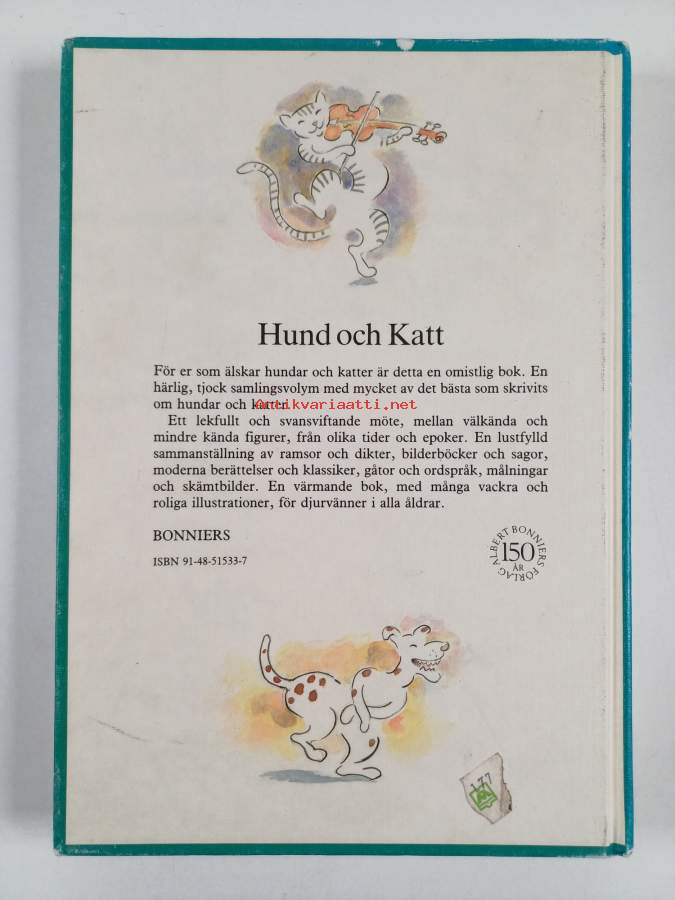 Hund och Katt
För er som älskar hundar och katter är detta en omistlig bok. En
härlig, tjock samlingsvolym med mycket av det bästa som skrivits
om hundar och katter.
Antikvariaatti.net
Ett lekfullt och svansviftande möte, mellan välkända och
mindre kända figurer, från olika tider och epoker. En lustfylld
sammanställning av ramsor och dikter, bilderböcker och sagor,
moderna berättelser och klassiker, gåtor och ordspråk, målningar
och skämtbilder. En värmande bok, med många vackra och
roliga illustrationer, för djurvänner i alla åldrar.
BONNIERS
ISBN 91-48-51533-7
ALBERT BONNIERS FÖRLAG
150
ÅR